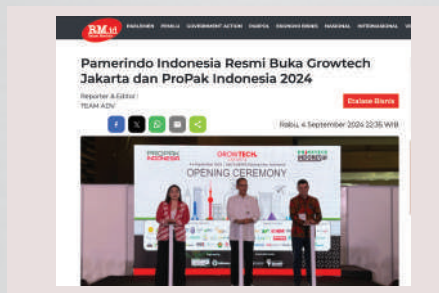 RM.id
PARLEMEN PEMILU GOVERNMENT ACTION PARPOL EKONOMI BISNIS NASIONAL INTERNASIONAL
Pamerindo Indonesia Resmi Buka Growtech
Jakarta dan ProPak Indonesia 2024
Reporter & Editor :
TEAM ADV
Etalase Bisnis
Rabu, 4 September 2024 22:35 WIB
PROPAK
INDONESIA
GROWTECH
OPENING CEREMONY